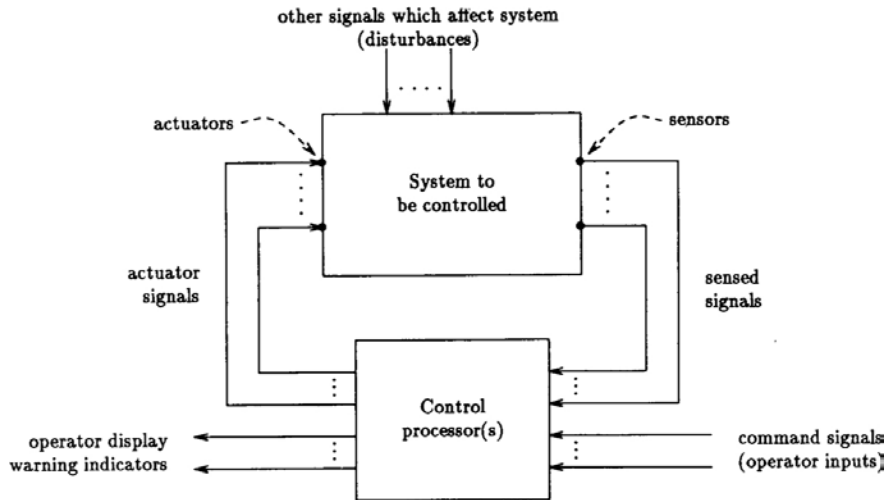 other signals which affect system
(disturbances)
actuators
sensors
System to
be controlled
actuator
signals
sensed
signals
Control
processor(s)
operator display
warning indicators
command signals
(operator inputs)